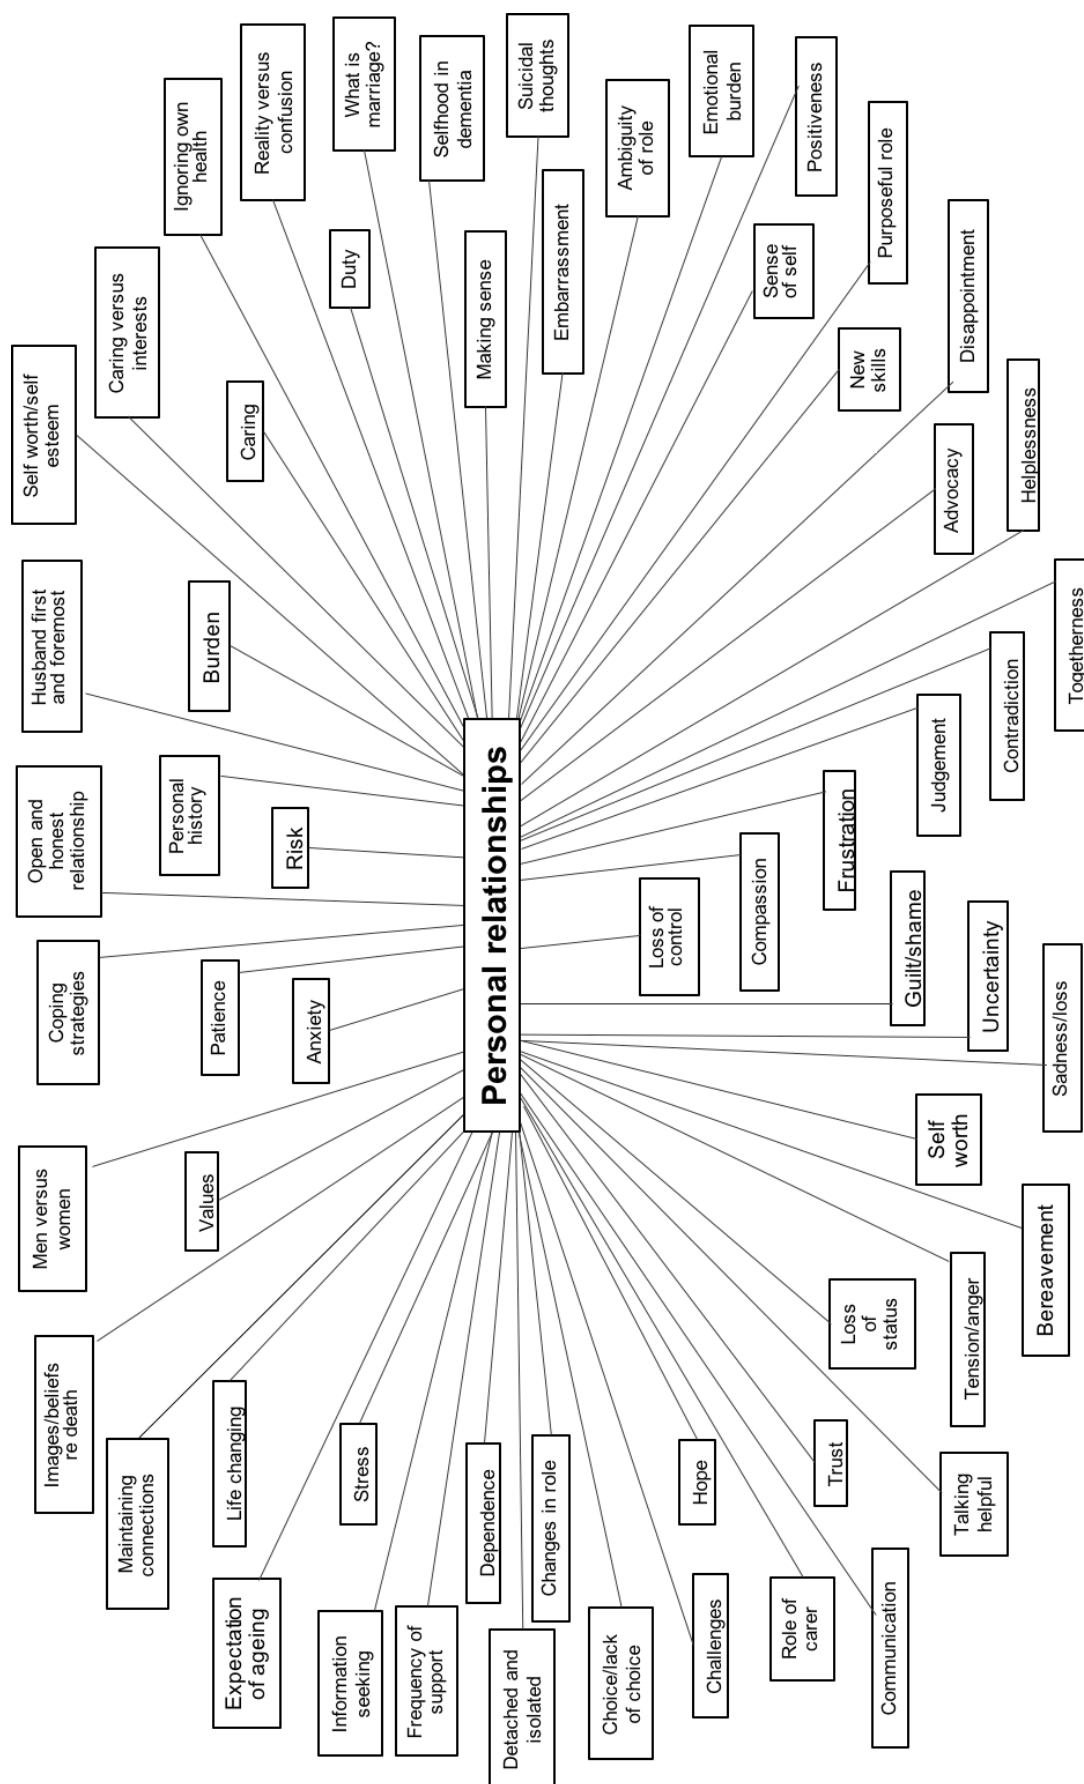 Images/beliefs
re death
Men versus
women
Coping
strategies
Open and
honest
relationship
Husband first
and foremost
Self worth/self
esteem
Maintaining
connections
Caring versus
interests
Life changing
Values
Patience
Personal
history
Burden
Caring
Ignoring own
health
Expectation
of ageing
Stress
Anxiety
Risk
Duty
Reality versus
confusion
Information
seeking
What is
marriage?
Frequency of
support
Selfhood in
dementia
Dependence
Personal relationships
Making sense
Detached and
isolated
Suicidal
thoughts
Changes in role
Embarrassment
Choice/lack
of choice
Ambiguity
of role
Loss of
control
Challenges
Hope
Emotional
burden
Compassion
Sense
of self
Positiveness
Role of
carer
Trust
Frustration
New
skills
Purposeful role
Loss
of
status
Communication
Guilt/shame
Talking
helpful
Self
worth
Judgement
Advocacy
Disappointment
Tension/anger
Uncertainty
Contradiction
Helplessness
Bereavement
Sadness/loss
Togetherness